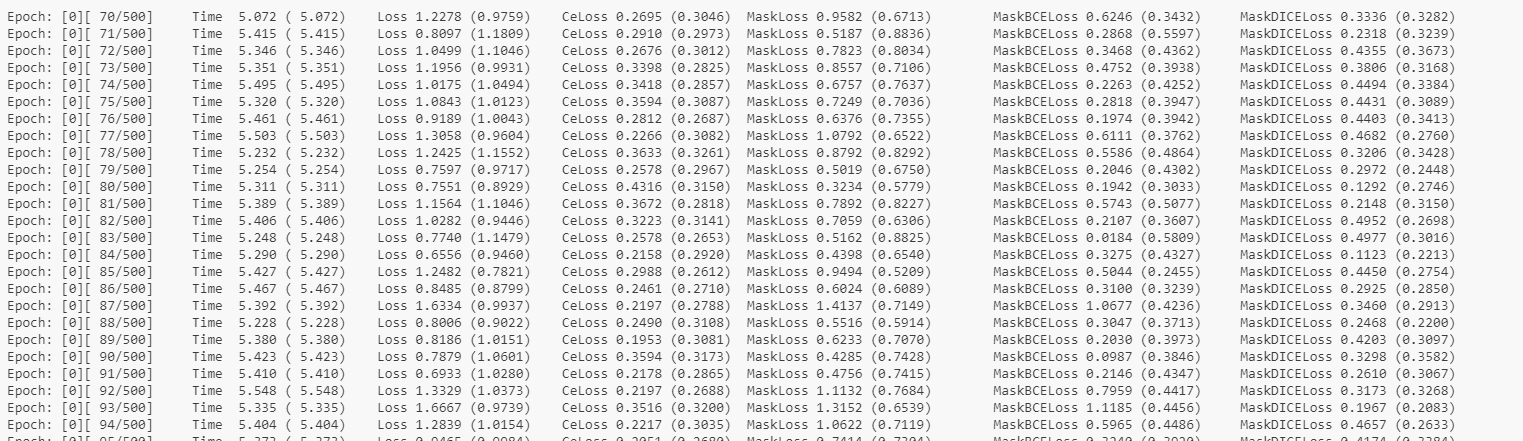 Epoch: [0][ 70/500] Time 5.072 ( 5.072) Loss 1.2278 (0.9759) CeLoss 0.2695 (0.3046) MaskLoss 0.9582 (0.6713) MaskBCELoss 0.6246 (0.3432) MaskDICELoss 0.3336 (0.3282)
Epoch: [0][ 71/500] Time 5.415 ( 5.415) Loss 0.8097 (1.1809) CeLoss 0.2910 (0.2973) MaskLoss 0.5187 (0.8836) MaskBCELoss 0.2868 (0.5597) MaskDICELoss 0.2318 (0.3239)
Epoch: [0][ 72/500] Time 5.346 ( 5.346) Loss 1.0499 (1.1046) CeLoss 0.2676 (0.3012) MaskLoss 0.7823 (0.8034) MaskBCELoss 0.3468 (0.4362) MaskDICELoss 0.4355 (0.3673)
Epoch: [0][ 73/500] Time 5.351 ( 5.351) Loss 1.1956 (0.9931) CeLoss 0.3398 (0.2825) MaskLoss 0.8557 (0.7106) MaskBCELoss 0.4752 (0.3938) MaskDICELoss 0.3806 (0.3168)
Epoch: [0][ 74/500] Time 5.495 ( 5.495) Loss 1.0175 (1.0494) CeLoss 0.3418 (0.2857) MaskLoss 0.6757 (0.7637) MaskBCELoss 0.2263 (0.4252) MaskDICELoss 0.4494 (0.3384)
Epoch: [0][ 75/500] Time 5.320 ( 5.320) Loss 1.0843 (1.0123) CeLoss 0.3594 (0.3087) MaskLoss 0.7249 (0.7036) MaskBCELoss 0.2818 (0.3947) MaskDICELoss 0.4431 (0.3089)
Epoch: [0][ 76/500] Time 5.461 ( 5.461) Loss 0.9189 (1.0043) CeLoss 0.2812 (0.2687) MaskLoss 0.6376 (0.7355) MaskBCELoss 0.1974 (0.3942) MaskDICELoss 0.4403 (0.3413)
Epoch: [0][ 77/500] Time 5.503 ( 5.503) Loss 1.3058 (0.9604) CeLoss 0.2266 (0.3082) MaskLoss 1.0792 (0.6522) MaskBCELoss 0.6111 (0.3762) MaskDICELoss 0.4682 (0.2760)
Epoch: [0][ 78/500] Time 5.232 ( 5.232) Loss 1.2425 (1.1552) CeLoss 0.3633 (0.3261) MaskLoss 0.8792 (0.8292) MaskBCELoss 0.5586 (0.4864) MaskDICELoss 0.3206 (0.3428)
Epoch: [0][ 79/500] Time 5.254 ( 5.254) Loss 0.7597 (0.9717) CeLoss 0.2578 (0.2967) MaskLoss 0.5019 (0.6750) MaskBCELoss 0.2046 (0.4302) MaskDICELoss 0.2972 (0.2448)
Epoch: [0][ 80/500] Time 5.311 ( 5.311) Loss 0.7551 (0.8929) CeLoss 0.4316 (0.3150) MaskLoss 0.3234 (0.5779) MaskBCELoss 0.1942 (0.3033) MaskDICELoss 0.1292 (0.2746)
Epoch: [0][ 81/500] Time 5.389 ( 5.389) Loss 1.1564 (1.1046) CeLoss 0.3672 (0.2818) MaskLoss 0.7892 (0.8227) MaskBCELoss 0.5743 (0.5077) MaskDICELoss 0.2148 (0.3150)
Epoch: [0][ 82/500] Time 5.406 ( 5.406) Loss 1.0282 (0.9446) CeLoss 0.3223 (0.3141) MaskLoss 0.7059 (0.6306) MaskBCELoss 0.2107 (0.3607) MaskDICELoss 0.4952 (0.2698)
Epoch: [0][ 83/500] Time 5.248 ( 5.248) Loss 0.7740 (1.1479) CeLoss 0.2578 (0.2653) MaskLoss 0.5162 (0.8825) MaskBCELoss 0.0184 (0.5809) MaskDICELoss 0.4977 (0.3016)
Epoch: [0][ 84/500] Time 5.290 ( 5.290) Loss 0.6556 (0.9460) CeLoss 0.2158 (0.2920) MaskLoss 0.4398 (0.6540) MaskBCELoss 0.3275 (0.4327) MaskDICELoss 0.1123 (0.2213)
Epoch: [0][ 85/500] Time 5.427 ( 5.427) Loss 1.2482 (0.7821) CeLoss 0.2988 (0.2612) MaskLoss 0.9494 (0.5209) MaskBCELoss 0.5044 (0.2455) MaskDICELoss 0.4450 (0.2754)
Epoch: [0][ 86/500] Time 5.467 ( 5.467) Loss 0.8485 (0.8799) CeLoss 0.2461 (0.2710) MaskLoss 0.6024 (0.6089) MaskBCELoss 0.3100 (0.3239) MaskDICELoss 0.2925 (0.2850)
Epoch: [0][ 87/500] Time 5.392 ( 5.392) Loss 1.6334 (0.9937) CeLoss 0.2197 (0.2788) MaskLoss 1.4137 (0.7149) MaskBCELoss 1.0677 (0.4236) MaskDICELoss 0.3460 (0.2913)
Epoch: [0][ 88/500] Time 5.228 ( 5.228) Loss 0.8006 (0.9022) CeLoss 0.2490 (0.3108) MaskLoss 0.5516 (0.5914) MaskBCELoss 0.3047 (0.3713) MaskDICELoss 0.2468 (0.2200)
Epoch: [0][ 89/500] Time 5.380 ( 5.380) Loss 0.8186 (1.0151) CeLoss 0.1953 (0.3081) MaskLoss 0.6233 (0.7070) MaskBCELoss 0.2030 (0.3973) MaskDICELoss 0.4203 (0.3097)
Epoch: [0][ 90/500] Time 5.423 ( 5.423) Loss 0.7879 (1.0601) CeLoss 0.3594 (0.3173) MaskLoss 0.4285 (0.7428) MaskBCELoss 0.0987 (0.3846) MaskDICELoss 0.3298 (0.3582)
Epoch: [0][ 91/500] Time 5.410 ( 5.410) Loss 0.6933 (1.0280) CeLoss 0.2178 (0.2865) MaskLoss 0.4756 (0.7415) MaskBCELoss 0.2146 (0.4347) MaskDICELoss 0.2610 (0.3067)
Epoch: [0][ 92/500] Time 5.548 ( 5.548) Loss 1.3329 (1.0373) CeLoss 0.2197 (0.2688) MaskLoss 1.1132 (0.7684) MaskBCELoss 0.7959 (0.4417) MaskDICELoss 0.3173 (0.3268)
Epoch: [0][ 93/500] Time 5.335 ( 5.335) Loss 1.6667 (0.9739) CeLoss 0.3516 (0.3200) MaskLoss 1.3152 (0.6539) MaskBCELoss 1.1185 (0.4456) MaskDICELoss 0.1967 (0.2083)
Epoch: [0][ 94/500] Time 5.404 ( 5.404) Loss 1.2839 (1.0154) CeLoss 0.2217 (0.3035) MaskLoss 1.0622 (0.7119) MaskBCELoss 0.5965 (0.4486) MaskDICELoss 0.4657 (0.2633)